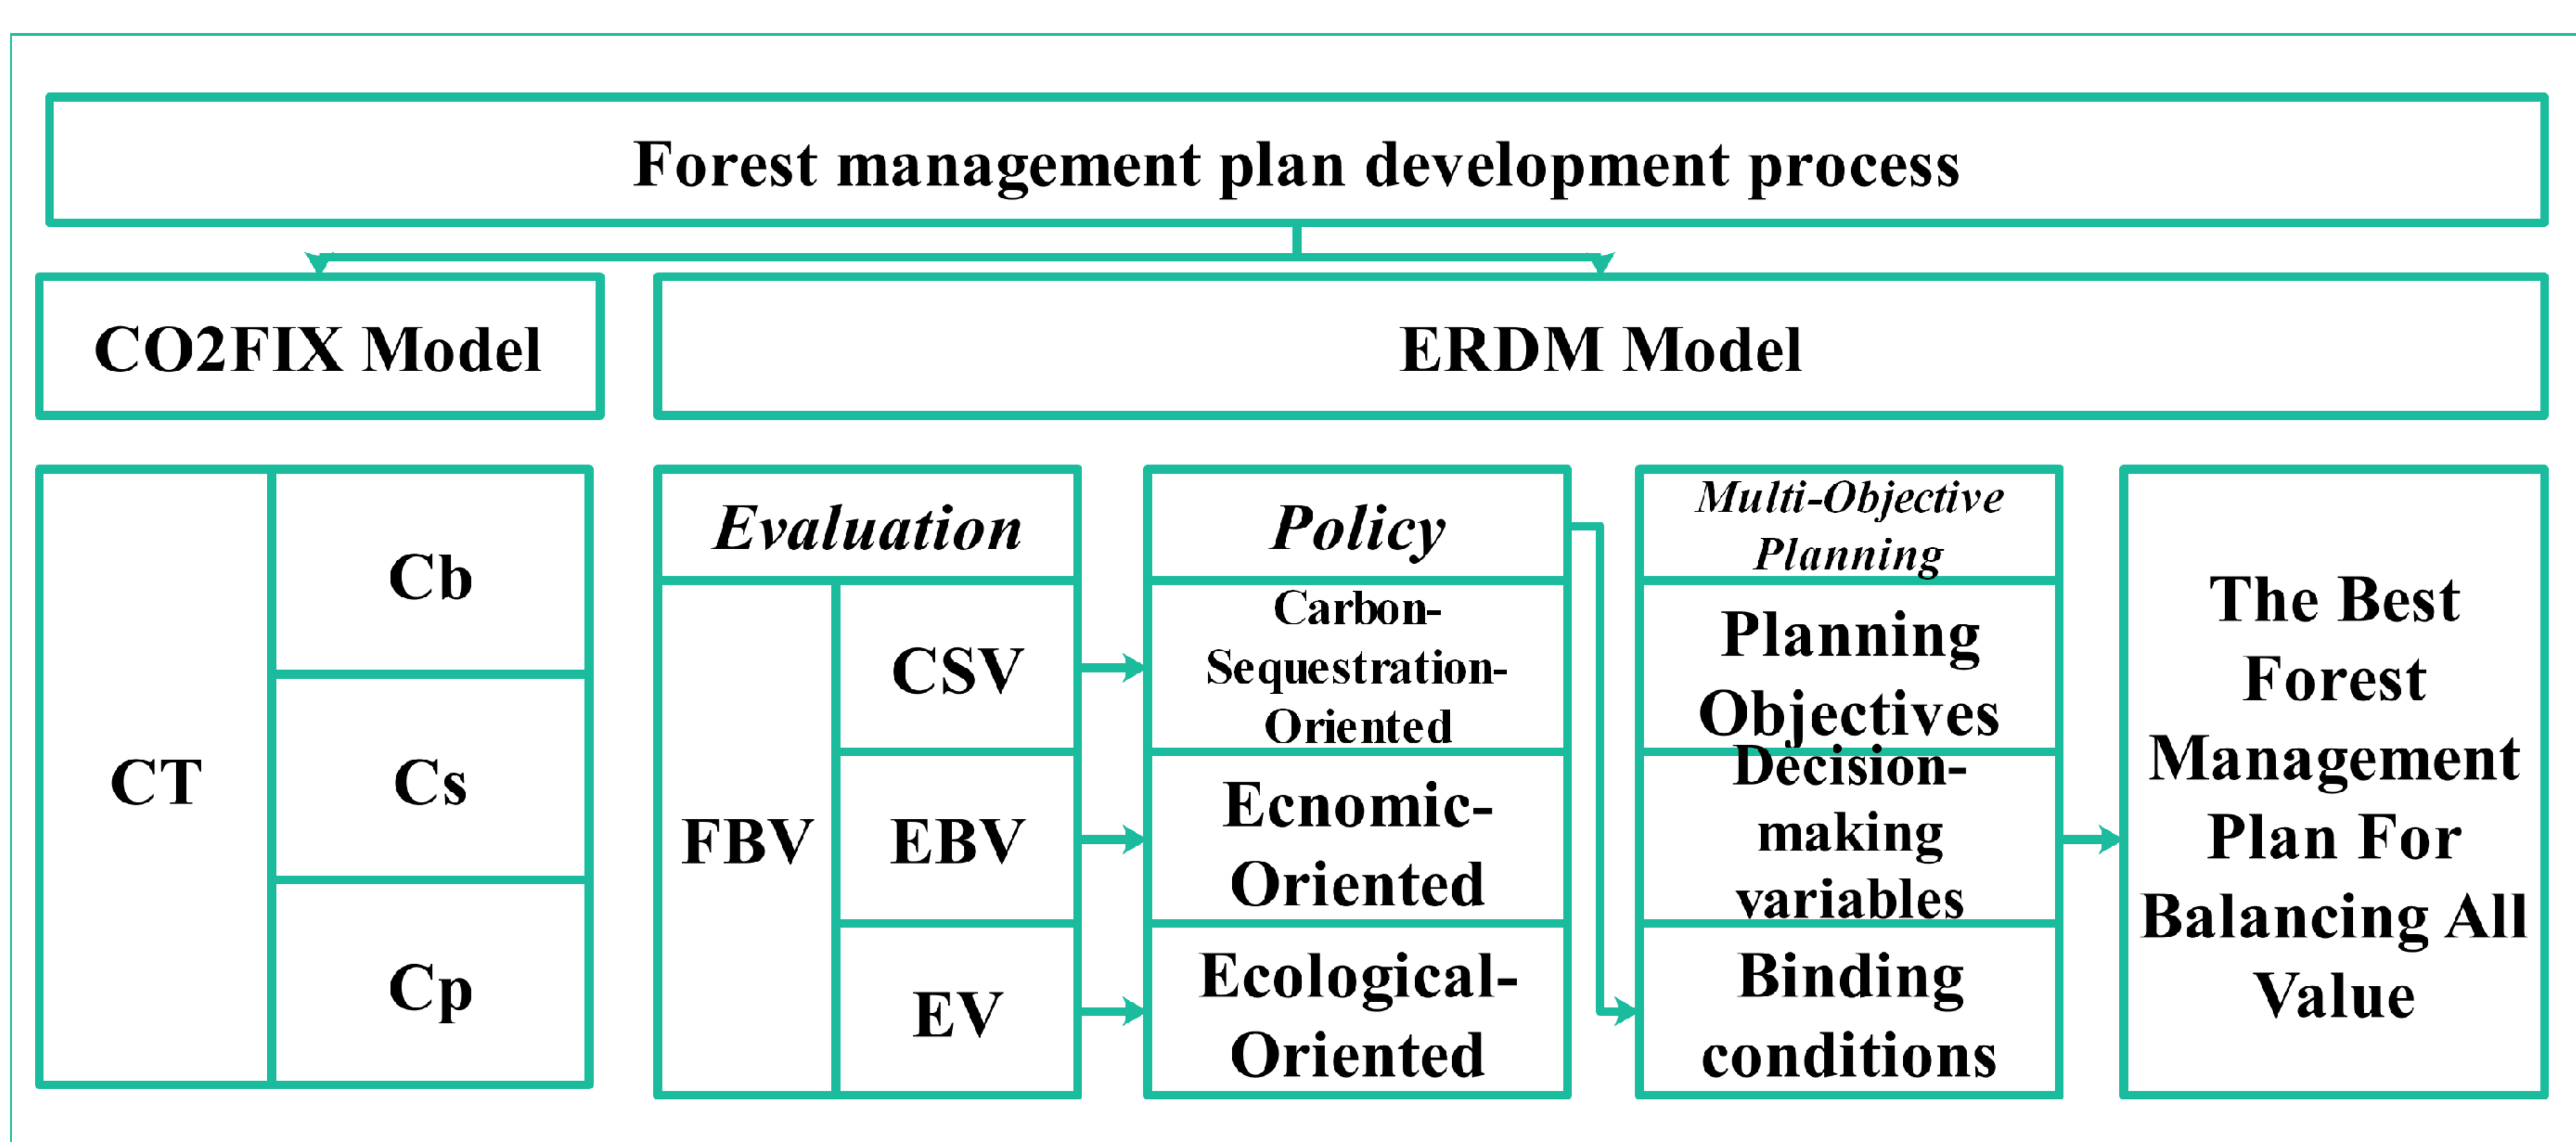 Forest management plan development process
CO2FIX Model
ERDM Model
CT
Cb
Cs
Cp
Evaluation
FBV
CSV
EBV
EV
Policy
Carbon-
Sequestration-
Oriented
Ecnomic-
Oriented
Ecological-
Oriented
Multi-Objective
Planning
Planning
Objectives
Decision-
making
variables
Binding
conditions
The Best
Forest
Management
Plan For
Balancing All
Value